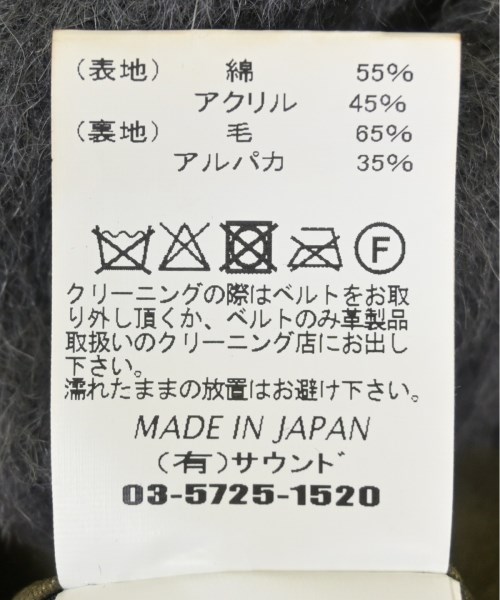 （表地） 綿 55%
アクリル 45%
（裏地） 毛 65%
アルパカ 35%
F
クリーニングの際はベルトをお取
り外し頂くか、ベルトのみ革製品
取扱いのクリーニング店にお出し
下さい。
濡れたままの放置はお避け下さい。
MADE IN JAPAN
（有）サウンド
03-5725-1520